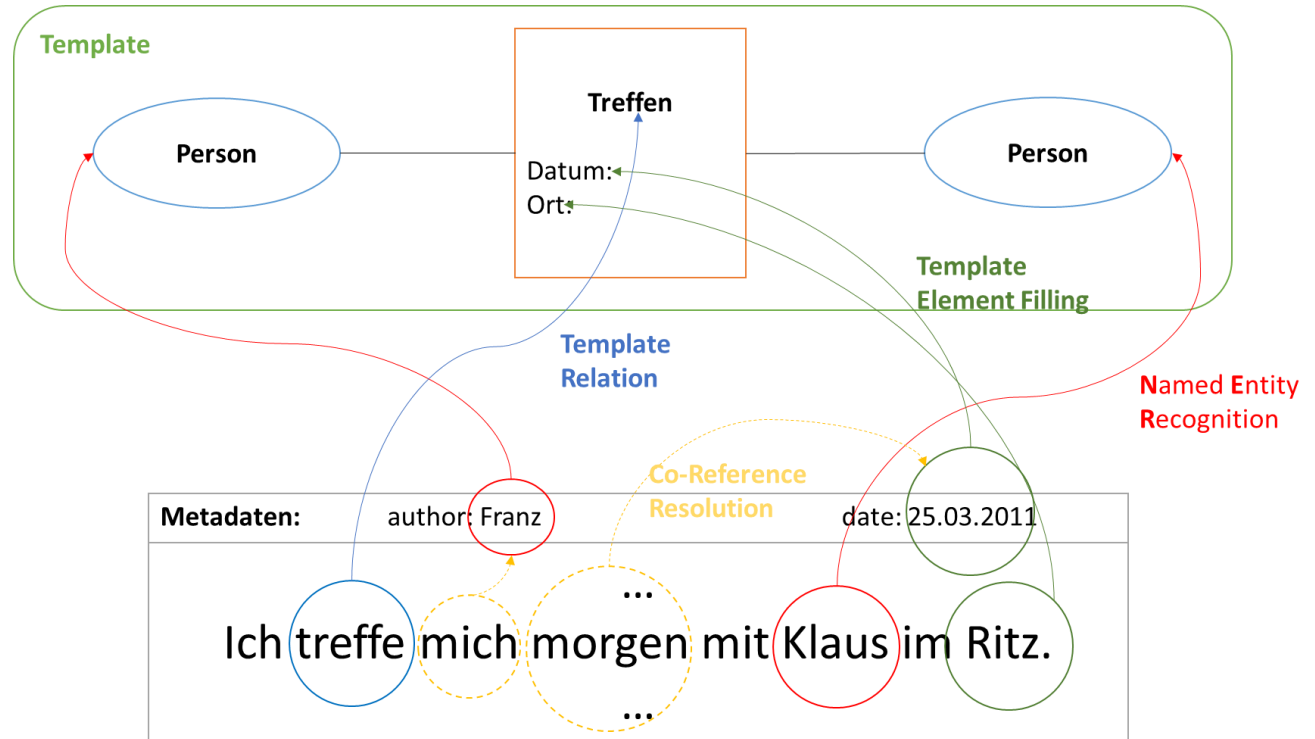 Template
Treffen
Person
Person
Datum:
Ort:
Template
Element Filling
Template
Relation
Named Entity
Recognition
Co-Reference
Resolution
Metadaten: author: Franz date: 25.03.2011
...
Ich treffe mich morgen mit Klaus im Ritz.
...